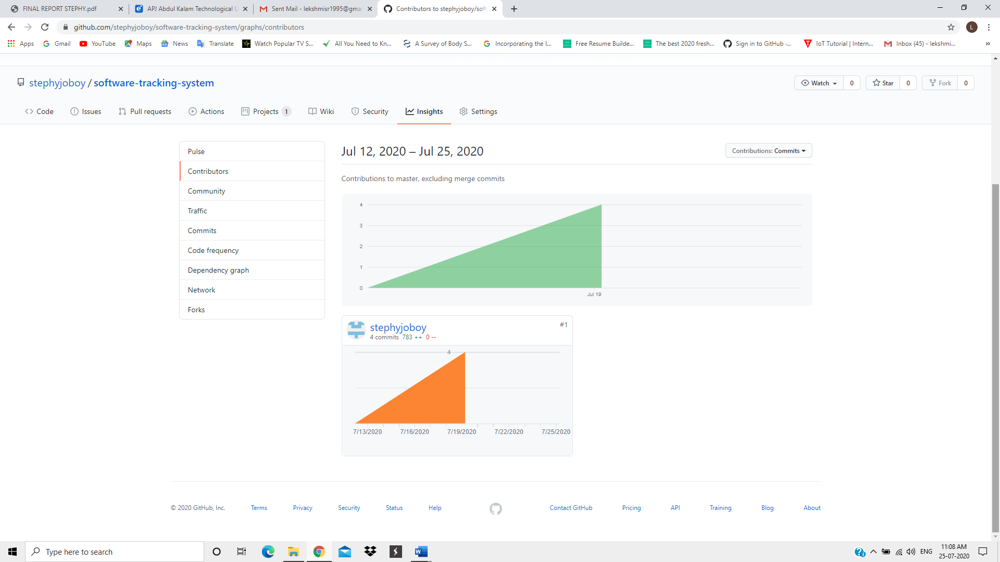 FINAL REPORT STEPHY.pdf
APJ Abdul Kalam Technological U
Sent Mail - lekshmisr1995@gmai
Contributors to stephyjoboy/soft
github.com/stephyjoboy/software-tracking-system/graphs/contributors
Apps Gmail YouTube Maps News Translate Watch Popular TV S... All You Need to Kn... A Survey of Body S... Incorporating the I... Free Resume Builde... The best 2020 fresh... Sign in to GitHub ·... IoT Tutorial | Intern... Inbox (45) - lekshmi... »
L
stephyjoboy / software-tracking-system
Watch 0 Star 0 Fork 0
Code Issues Pull requests Actions Projects 1 Wiki Security Insights Settings
Pulse
Contributors
Community
Traffic
Commits
Code frequency
Dependency graph
Network
Forks
Jul 12, 2020 – Jul 25, 2020
Contributions: Commits
Contributions to master, excluding merge commits
4
3
2
1
0
Jul 19
stephyjoboy
#1
4 commits 783 ++ 0 --
4
7/13/2020 7/16/2020 7/19/2020 7/22/2020 7/25/2020
© 2020 GitHub, Inc. Terms Privacy Security Status Help Contact GitHub Pricing API Training Blog About
Type here to search
ENG
11:08 AM
25-07-2020